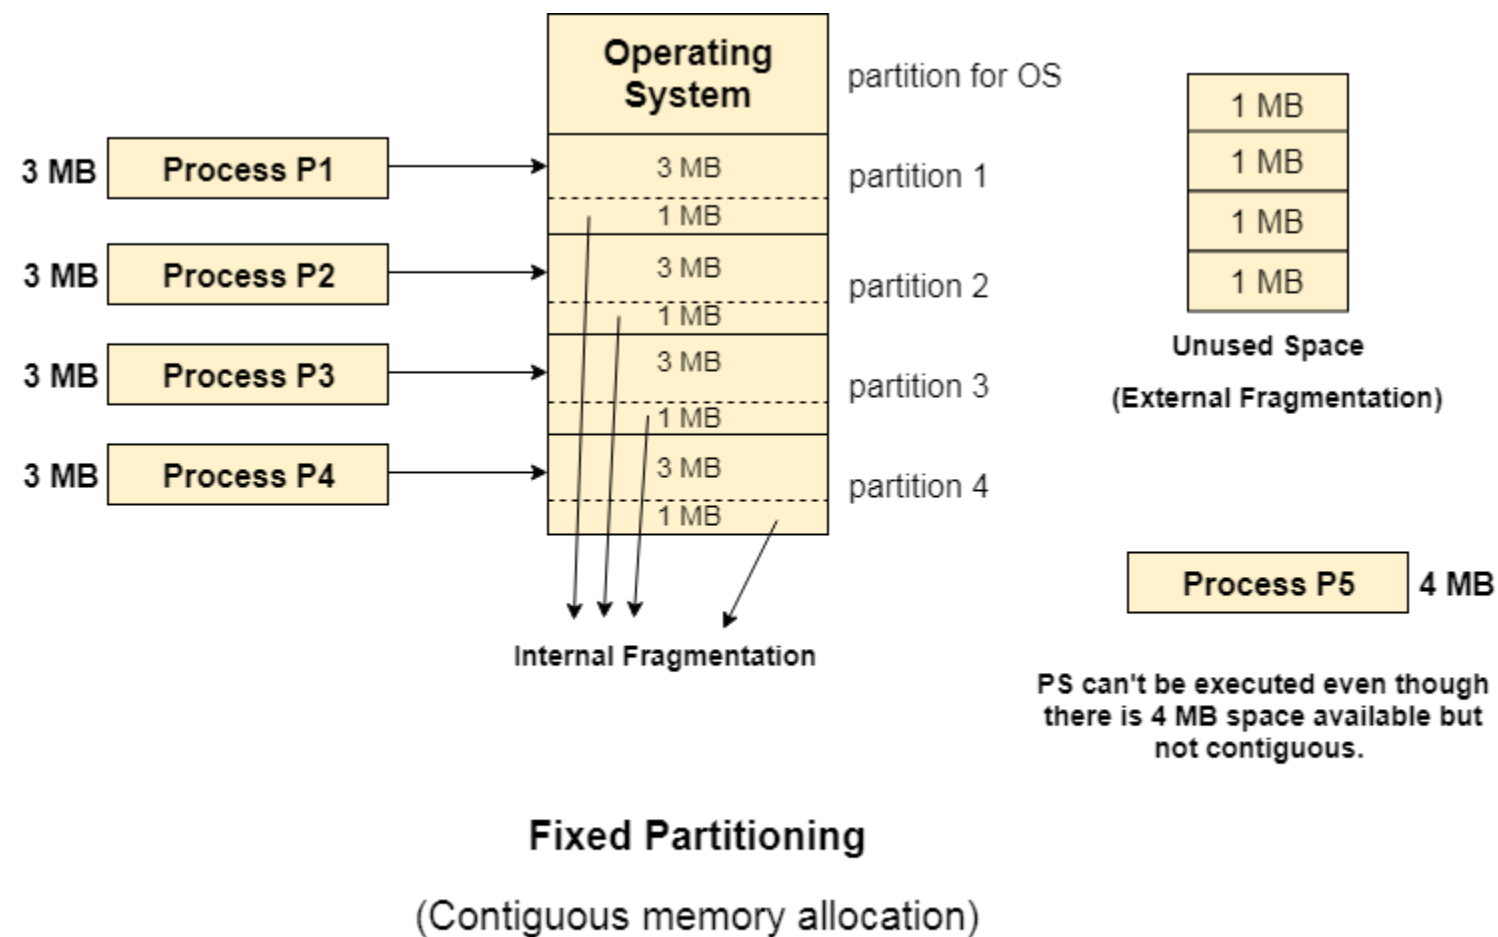 Operating
System
partition for OS
3 MB
Process P1
3 MB
1 MB
partition 1
3 MB
Process P2
3 MB
1 MB
partition 2
3 MB
Process P3
3 MB
1 MB
partition 3
3 MB
Process P4
3 MB
1 MB
partition 4
Internal Fragmentation
1 MB
1 MB
1 MB
1 MB
Unused Space
(External Fragmentation)
Process P5
4 MB
PS can't be executed even though
there is 4 MB space available but
not contiguous.
Fixed Partitioning
(Contiguous memory allocation)